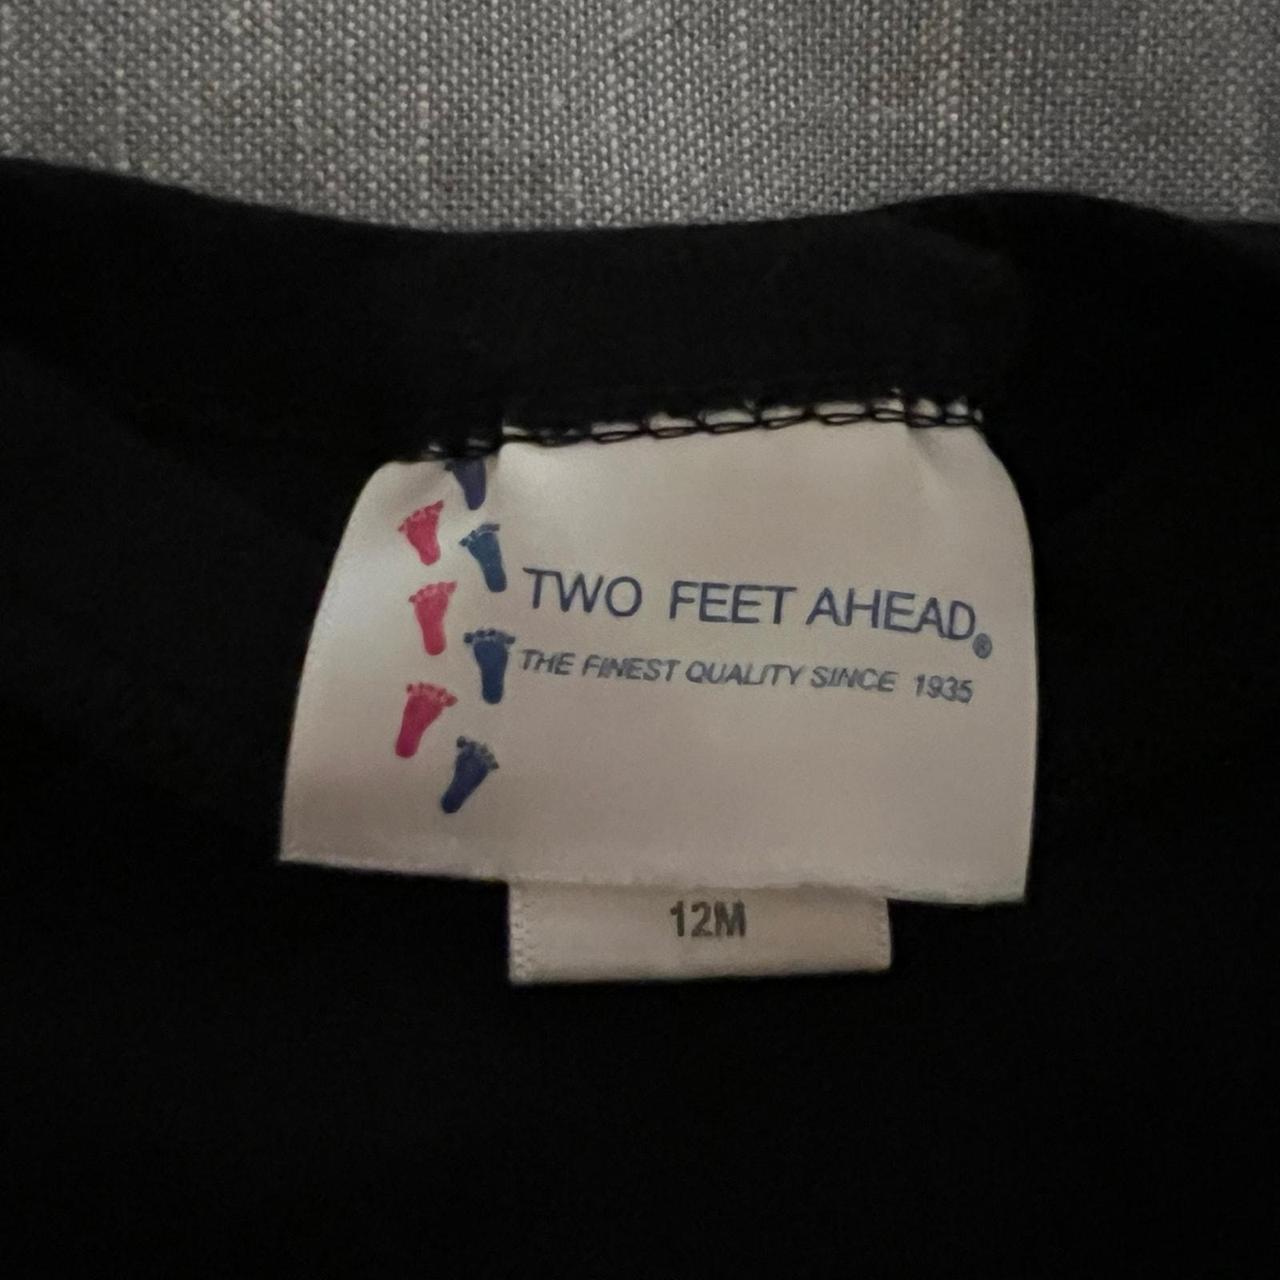 TWO FEET AHEAD®
THE FINEST QUALITY SINCE 1935
12M